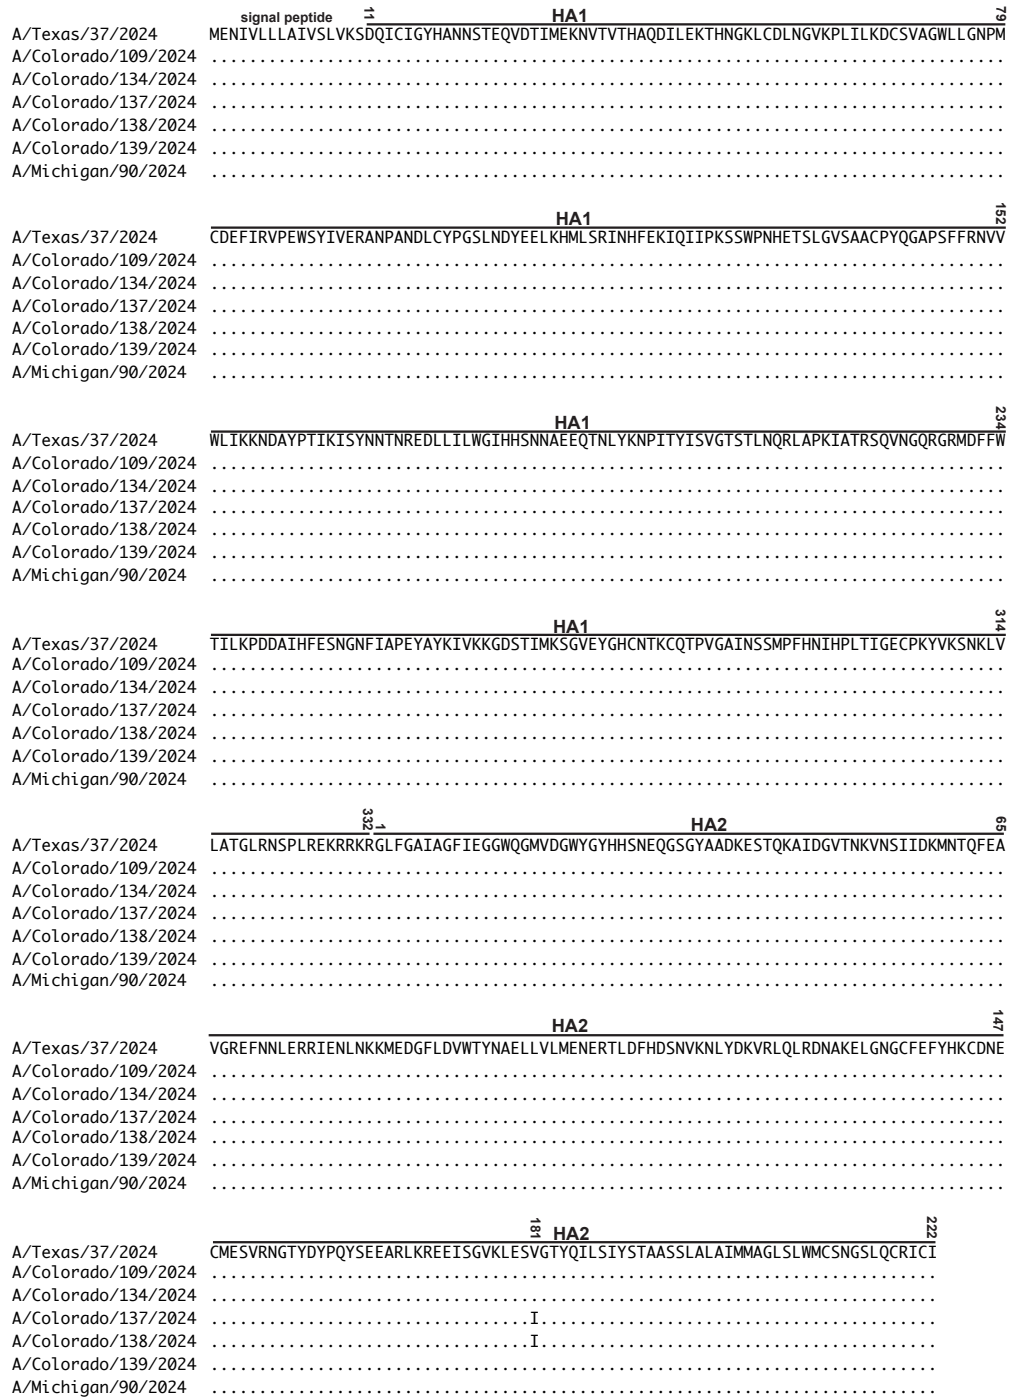 signal peptide 11 HA1 79
A/Texas/37/2024 MENIVLLLAIVSLVKSDQICIGYHANNSTEQVDTIMEKNVTVTHAQDILEKTHNGKLCDLNGVKPLILKDCSVAGWLLGNPM
A/Colorado/109/2024 ..................................................................................
A/Colorado/134/2024 ..................................................................................
A/Colorado/137/2024 ..................................................................................
A/Colorado/138/2024 ..................................................................................
A/Colorado/139/2024 ..................................................................................
A/Michigan/90/2024 ..................................................................................
HA1 152
A/Texas/37/2024 CDEFIRVPEWSYIVERANPANDLCYPGSLNDYEELKHMLSRINHFEKIQIIPKSSWPNHETSLGVSAACPYQGAPSFFRNVV
A/Colorado/109/2024 ..................................................................................
A/Colorado/134/2024 ..................................................................................
A/Colorado/137/2024 ..................................................................................
A/Colorado/138/2024 ..................................................................................
A/Colorado/139/2024 ..................................................................................
A/Michigan/90/2024 ..................................................................................
HA1 234
A/Texas/37/2024 WLIKKNDAYPTIKISYNNTNREDLLILWGIHHSNNAEEQTNLYKNPITYISVGTSTLNQRLAPKIATRSQVNGQRGRMDFFW
A/Colorado/109/2024 ..................................................................................
A/Colorado/134/2024 ..................................................................................
A/Colorado/137/2024 ..................................................................................
A/Colorado/138/2024 ..................................................................................
A/Colorado/139/2024 ..................................................................................
A/Michigan/90/2024 ..................................................................................
HA1 314
A/Texas/37/2024 TILKPDDAIHFESNGNFIAPEYAYKIVKKGDSTIMKSGVEYGHCNTKCQTPVGAINSSMPFHNIHPLTIGECPKYVKSNKLV
A/Colorado/109/2024 ..................................................................................
A/Colorado/134/2024 ..................................................................................
A/Colorado/137/2024 ..................................................................................
A/Colorado/138/2024 ..................................................................................
A/Colorado/139/2024 ..................................................................................
A/Michigan/90/2024 ..................................................................................
332 1 HA2 65
A/Texas/37/2024 LATGLRNSPLREKRRKRGLFGAIAGFIEGGWQGMVDGWYGYHHSNEQGSGYAADKESTQKAIDGVTNKVNSIIDKMNTQFEA
A/Colorado/109/2024 ..................................................................................
A/Colorado/134/2024 ..................................................................................
A/Colorado/137/2024 ..................................................................................
A/Colorado/138/2024 ..................................................................................
A/Colorado/139/2024 ..................................................................................
A/Michigan/90/2024 ..................................................................................
HA2 147
A/Texas/37/2024 VGREFNNLERRIENLNKKMEDGFLDVWTYNAELLVLMENERTLDFHDSNVKNLYDKVRLQLRDNAKELGNGCFEFYHKCDNE
A/Colorado/109/2024 ..................................................................................
A/Colorado/134/2024 ..................................................................................
A/Colorado/137/2024 ..................................................................................
A/Colorado/138/2024 ..................................................................................
A/Colorado/139/2024 ..................................................................................
A/Michigan/90/2024 ..................................................................................
181 HA2 222
A/Texas/37/2024 CMESVRNGTYDYPQYSEEARLKREEISGVKLESVGTYQILSIYSTAASSLALAIMMAGLSLWMCSNGSLQCRICI
A/Colorado/109/2024 ...........................................................................
A/Colorado/134/2024 ...........................................................................
A/Colorado/137/2024 .................................I.........................................
A/Colorado/138/2024 .................................I.........................................
A/Colorado/139/2024 ...........................................................................
A/Michigan/90/2024 ...........................................................................